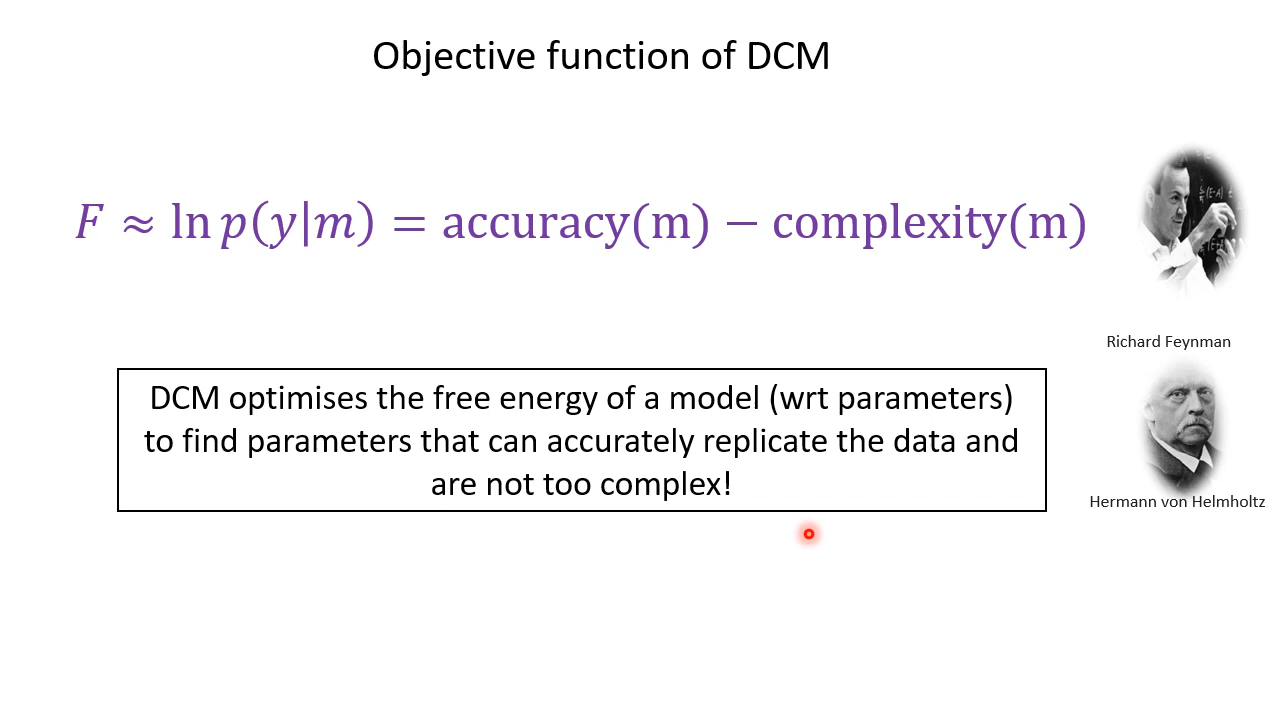 Objective function of DCM
F ≈ ln p(y|m) = accuracy(m) − complexity(m)
Richard Feynman
DCM optimises the free energy of a model (wrt parameters)
to find parameters that can accurately replicate the data and
are not too complex!
Hermann von Helmholtz